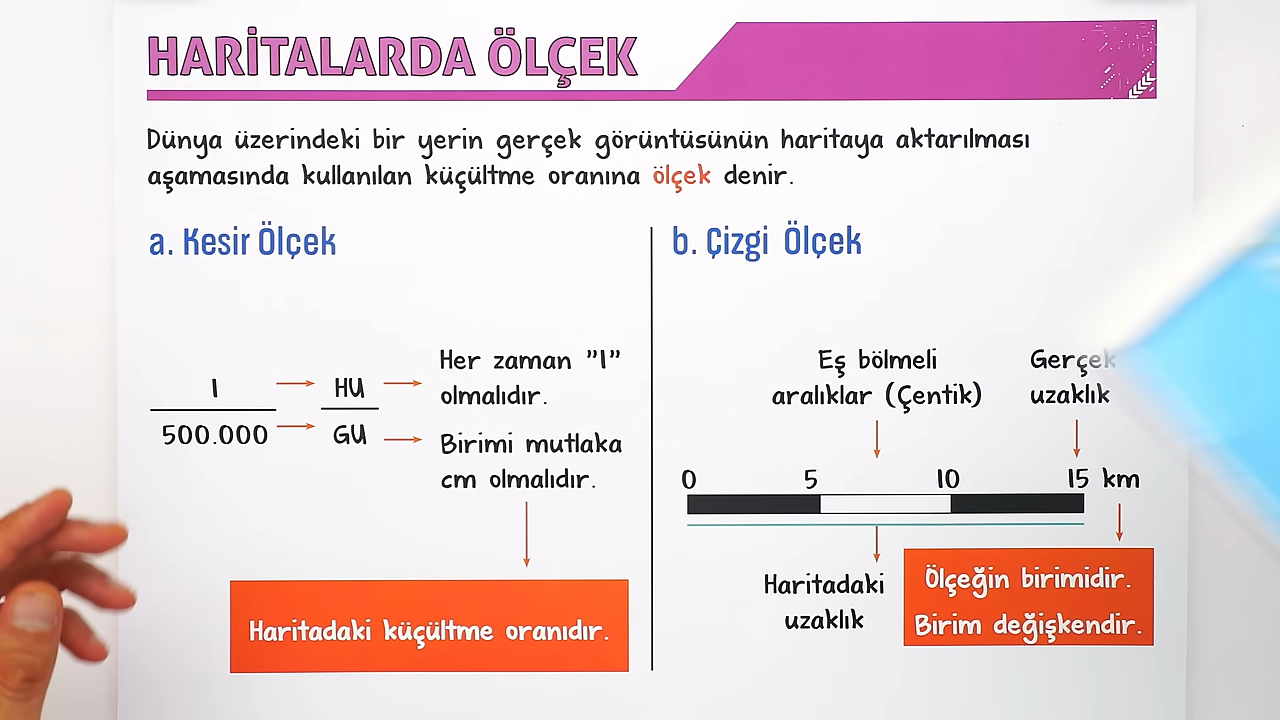 HARİTALARDA ÖLÇEK
Dünya üzerindeki bir yerin gerçek görüntüsünün haritaya aktarılması
aşamasında kullanılan küçültme oranına ölçek denir.
a. Kesir Ölçek
1
500.000
HU
GU
Her zaman "1"
olmalıdır.
Birimi mutlaka
cm olmalıdır.
Haritadaki küçültme oranıdır.
b. Çizgi Ölçek
Eş bölmeli
aralıklar (Çentik)
Gerçek
uzaklık
0 5 10 15 km
Haritadaki
uzaklık
Ölçeğin birimidir.
Birim değişkendir.